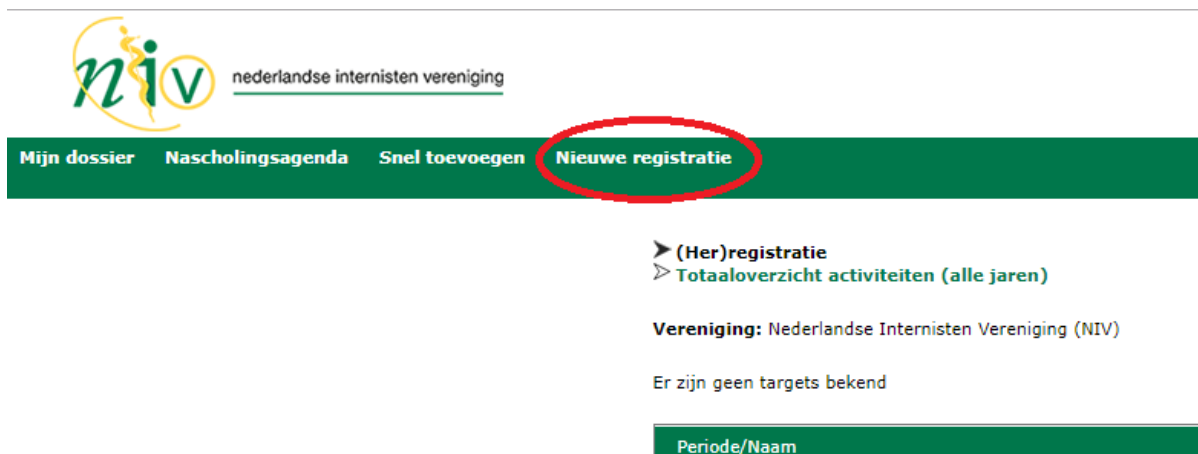 niv
nederlandse internisten vereniging
Mijn dossier Nascholingsagenda Snel toevoegen Nieuwe registratie
(Her)registratie
Totaaloverzicht activiteiten (alle jaren)
Vereniging: Nederlandse Internisten Vereniging (NIV)
Er zijn geen targets bekend
Periode/Naam